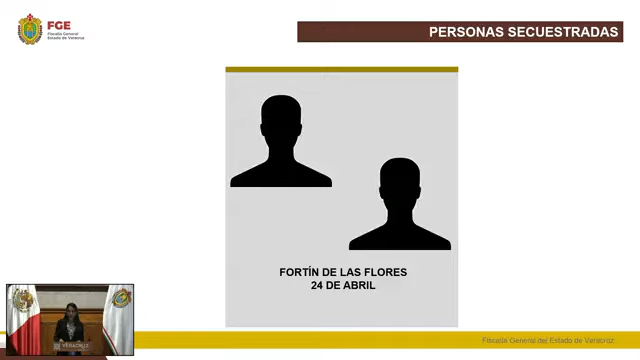 FGE
Fiscalía General
Estado de Veracruz
PERSONAS SECUESTRADAS
FORTÍN DE LAS FLORES
24 DE ABRIL
VERACRUZ
Fiscalía General del Estado de Veracruz